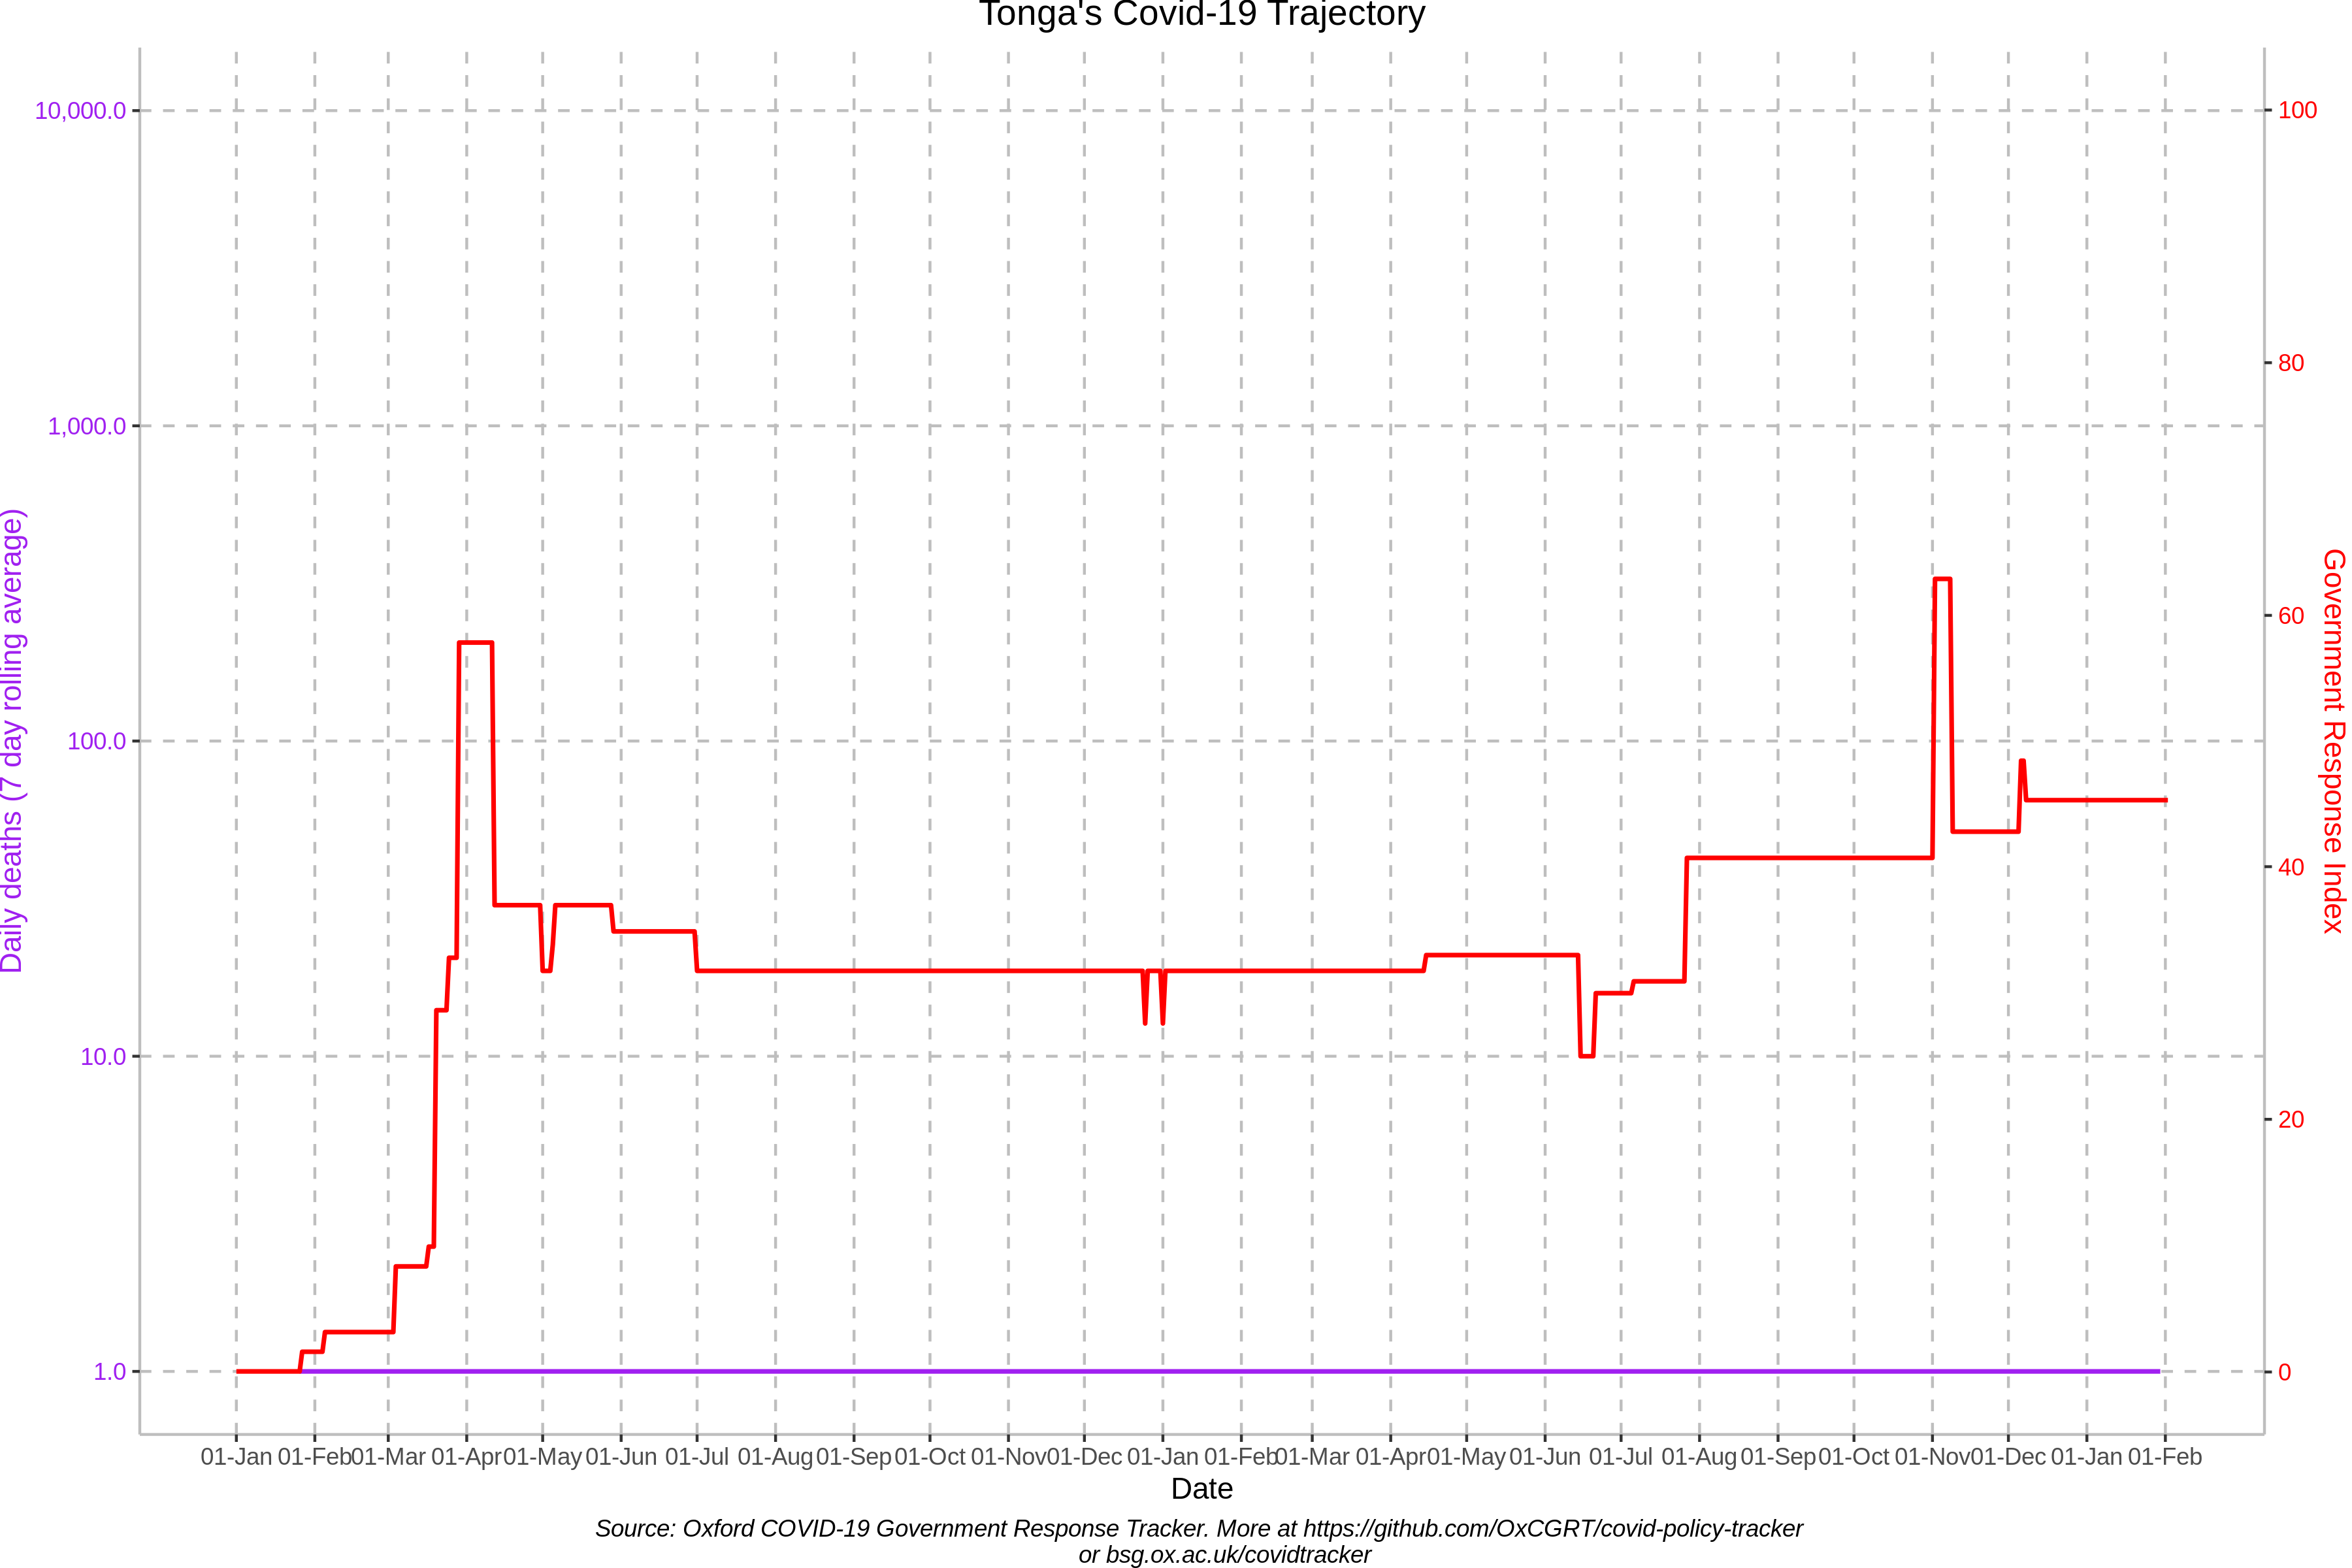 Tonga's Covid-19 Trajectory
10,000.0
1,000.0
100.0
10.0
1.0
Daily deaths (7 day rolling average)
100
80
60
40
20
0
Government Response Index
01-Jan 01-Feb 01-Mar 01-Apr 01-May 01-Jun 01-Jul 01-Aug 01-Sep 01-Oct 01-Nov 01-Dec 01-Jan 01-Feb 01-Mar 01-Apr 01-May 01-Jun 01-Jul 01-Aug 01-Sep 01-Oct 01-Nov 01-Dec 01-Jan 01-Feb
Date
Source: Oxford COVID-19 Government Response Tracker. More at https://github.com/OxCGRT/covid-policy-tracker
or bsg.ox.ac.uk/covidtracker